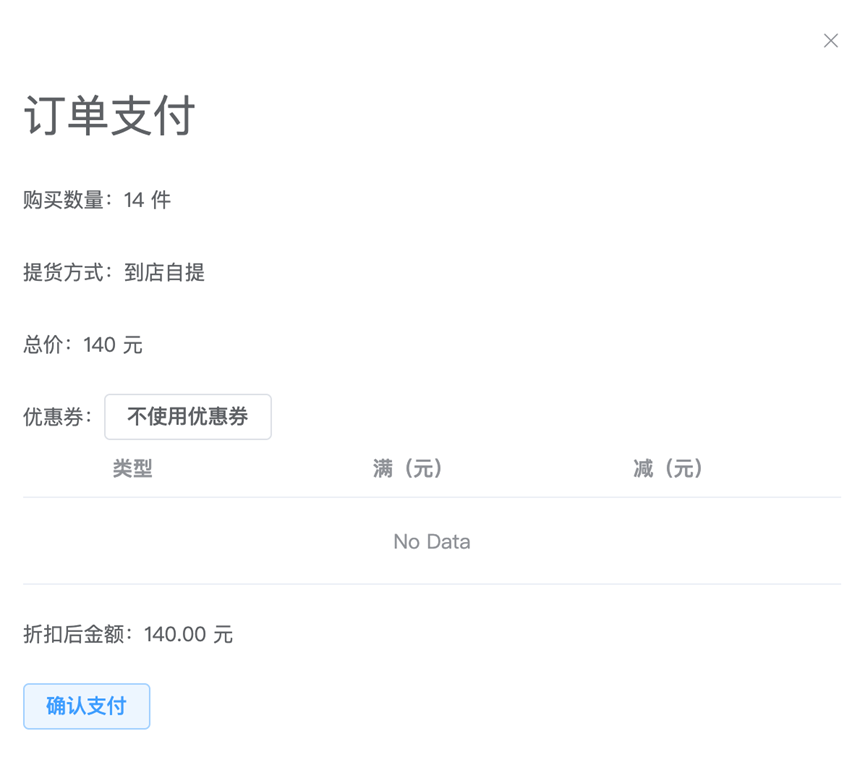 订单支付
购买数量：14 件
提货方式：到店自提
总价：140 元
优惠券： 不使用优惠券
类型 满（元） 减（元）
No Data
折扣后金额：140.00 元
确认支付